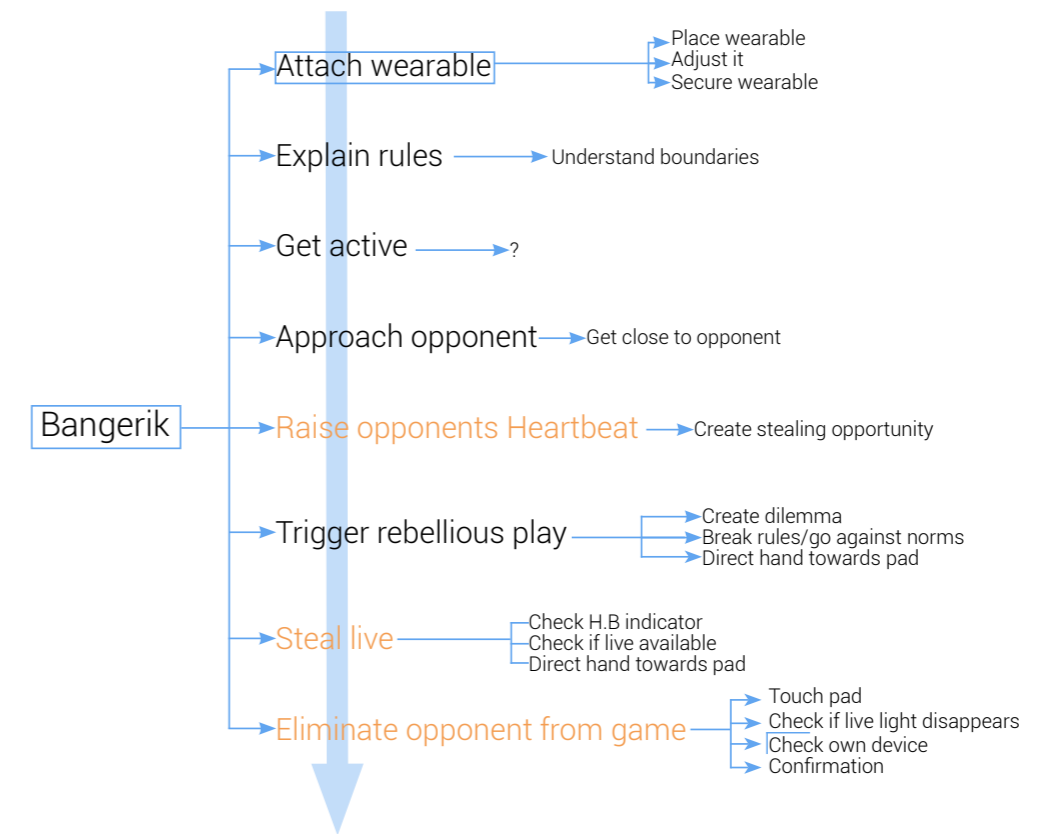 Place wearable
Attach wearable
Adjust it
Secure wearable
Explain rules
Understand boundaries
Get active
?
Approach opponent
Get close to opponent
Bangerik
Raise opponents Heartbeat
Create stealing opportunity
Trigger rebellious play
Create dilemma
Break rules/go against norms
Direct hand towards pad
Steal live
Check H.B indicator
Check if live available
Direct hand towards pad
Eliminate opponent from game
Touch pad
Check if live light disappears
Check own device
Confirmation